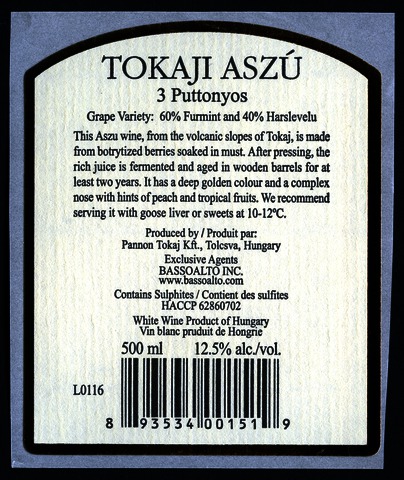 TOKAJI ASZÚ
3 Puttonyos
Grape Variety: 60% Furmint and 40% Harslevelu
This Aszu wine, from the volcanic slopes of Tokaj, is made
from botrytized berries soaked in must. After pressing, the
rich juice is fermented and aged in wooden barrels for at
least two years. It has a deep golden colour and a complex
nose with hints of peach and tropical fruits. We recommend
serving it with goose liver or sweets at 10-12ºC.
Produced by / Produit par:
Pannon Tokaj Kft., Tolcsva, Hungary
Exclusive Agents
BASSOALTO INC.
www.bassoalto.com
Contains Sulphites / Contient des sulfites
HACCP 62860702
White Wine Product of Hungary
Vin blanc pruduit de Hongrie
500 ml 12.5% alc./vol.
L0116
8 93534 00151 9